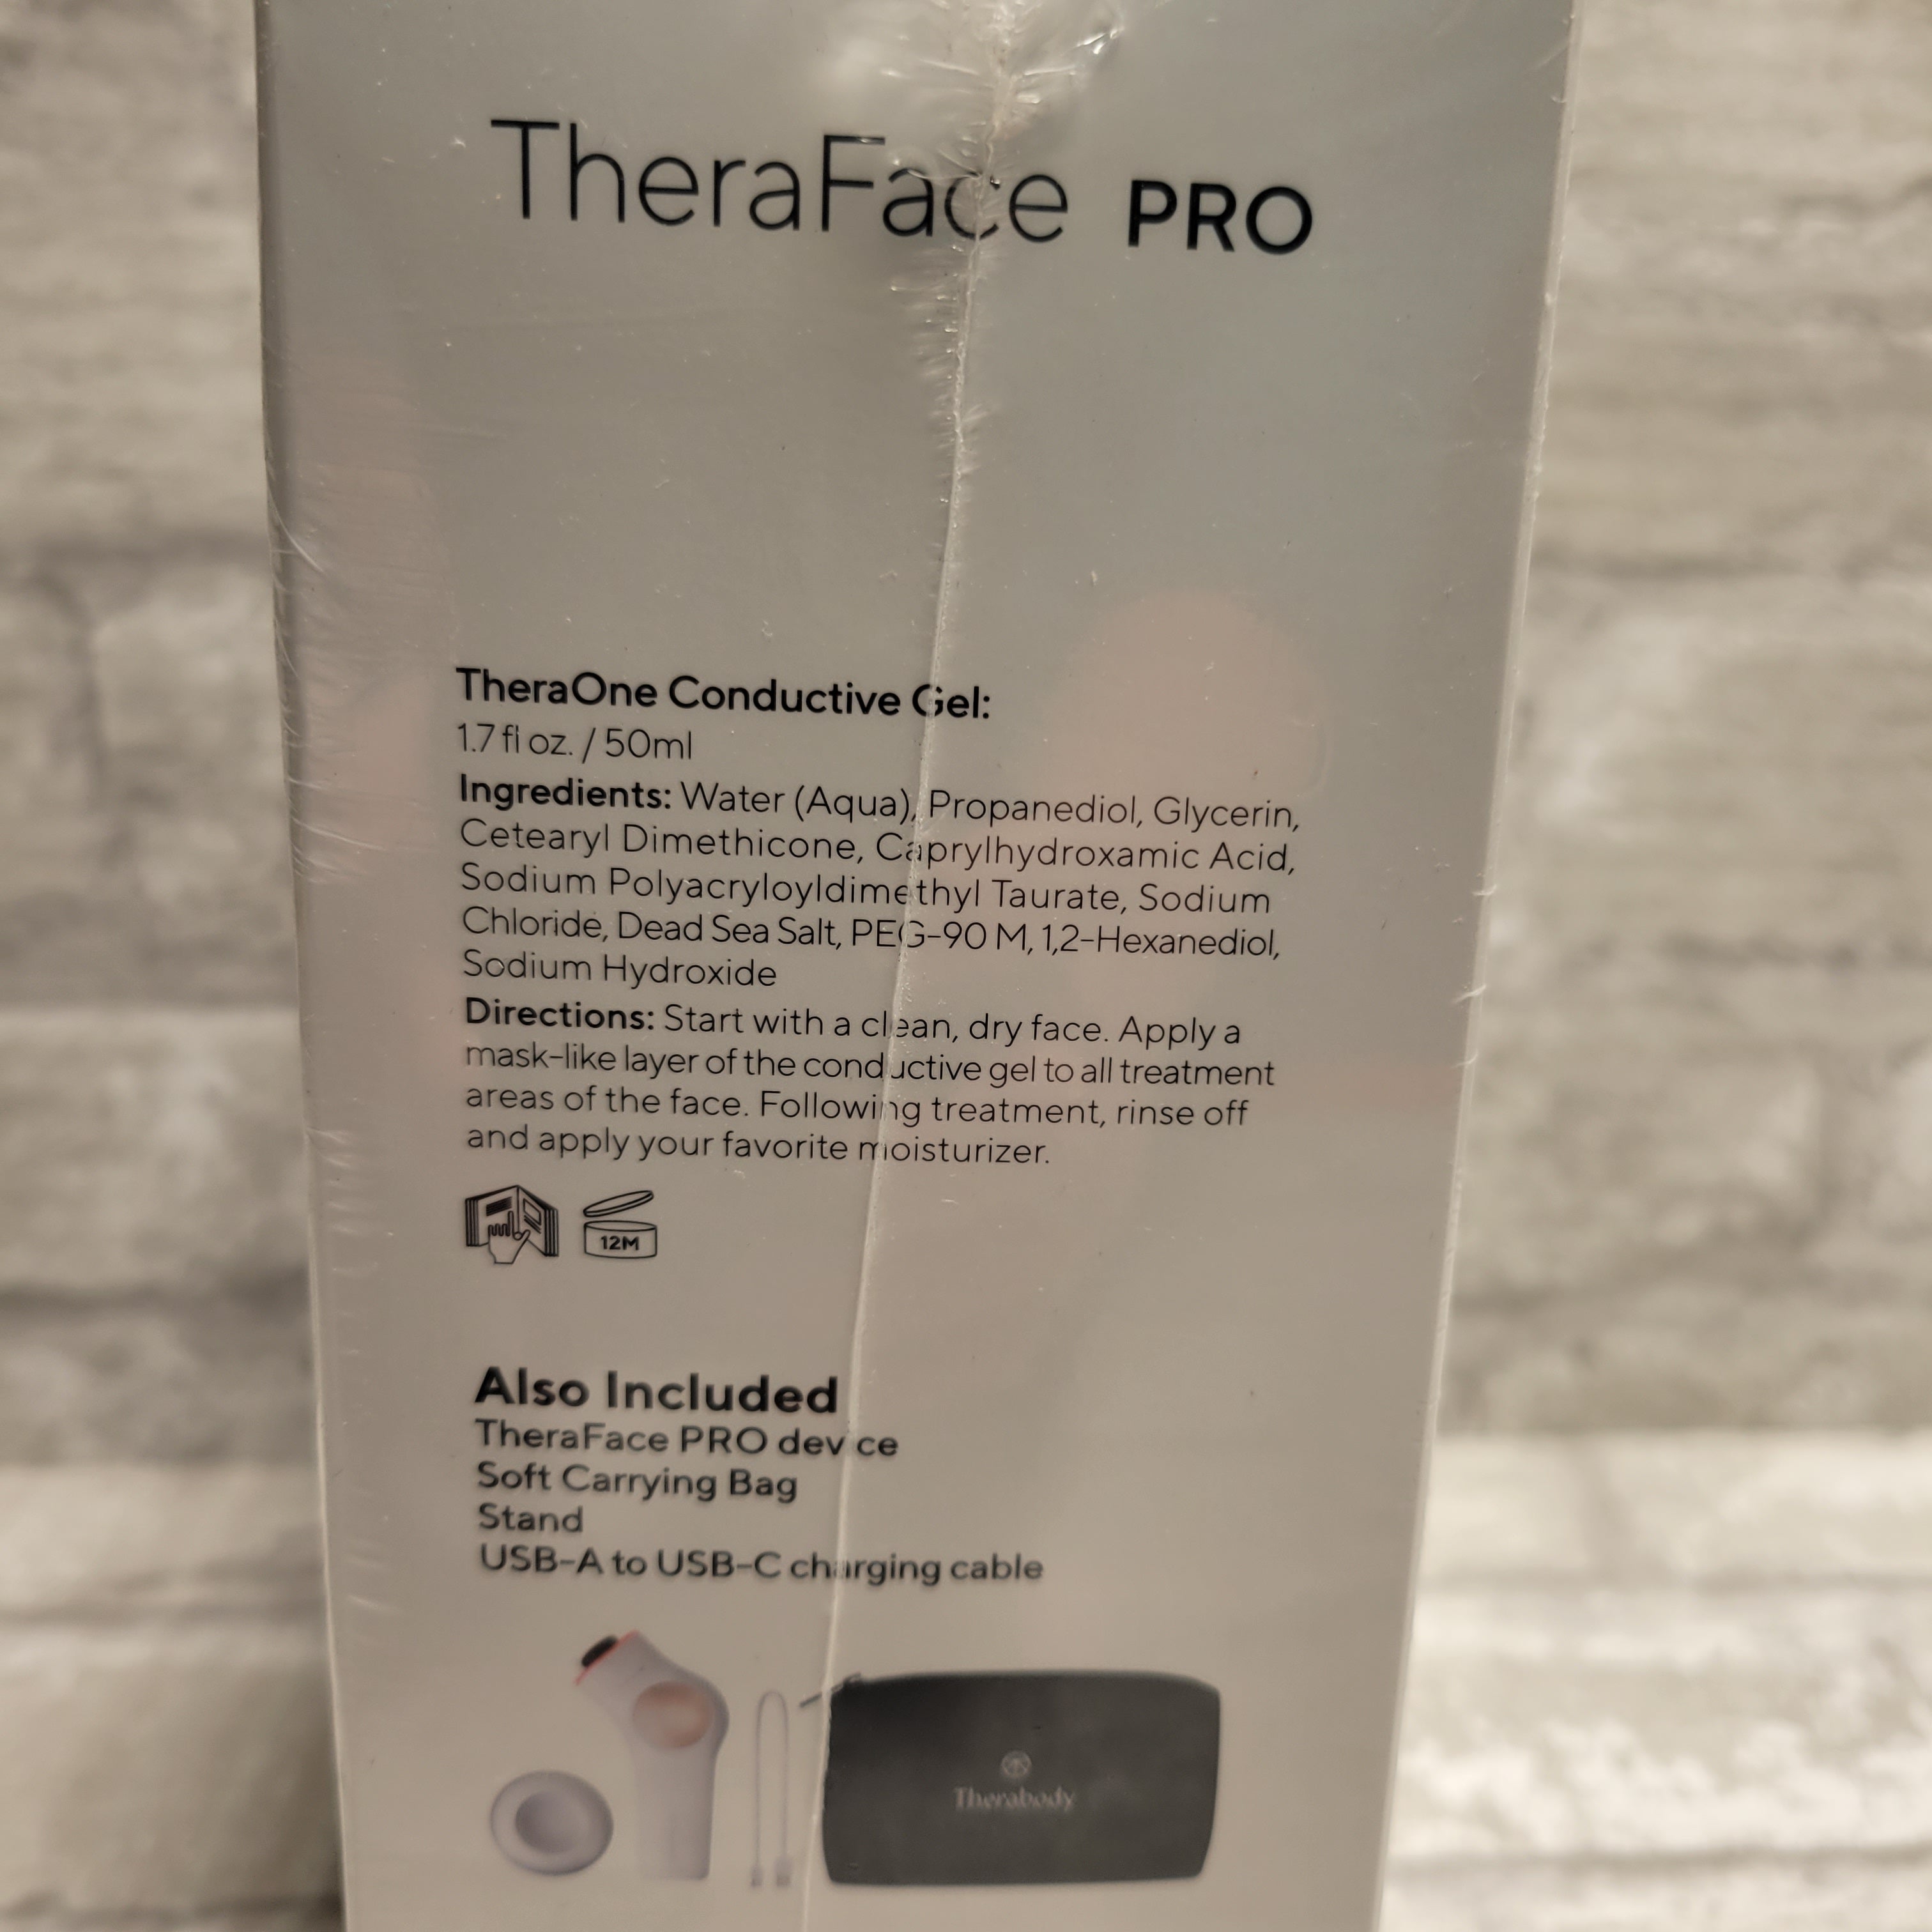 TheraFace PRO
TheraOne Conductive Gel:
1.7 fl oz. / 50ml
Ingredients: Water (Aqua), Propanediol, Glycerin,
Cetearyl Dimethicone, Caprylhydroxamic Acid,
Sodium Polyacryloyldimethyl Taurate, Sodium
Chloride, Dead Sea Salt, PEG-90 M, 1,2-Hexanediol,
Sodium Hydroxide
Directions: Start with a clean, dry face. Apply a
mask-like layer of the conductive gel to all treatment
areas of the face. Following treatment, rinse off
and apply your favorite moisturizer.
12M
Also Included
TheraFace PRO device
Soft Carrying Bag
Stand
USB-A to USB-C charging cable
Therabody